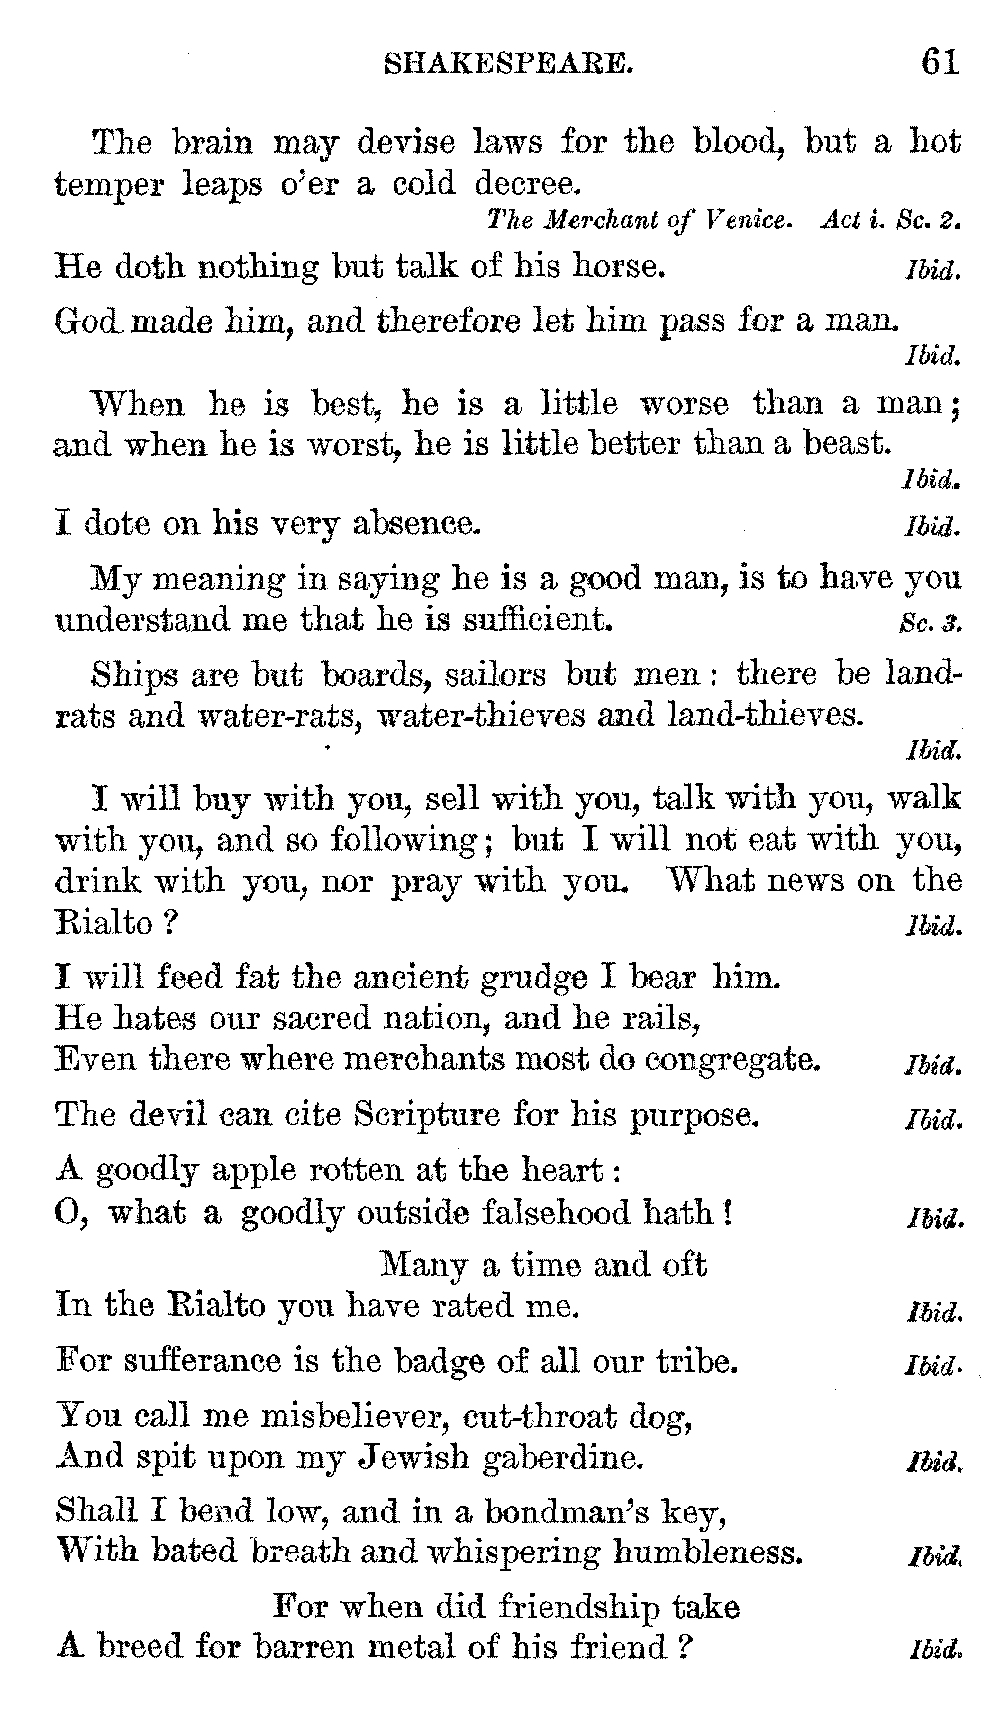 SHAKESPEARE. 61
The brain may devise laws for the blood, but a hot
temper leaps o'er a cold decree.
The Merchant of Venice. Act i. Sc. 2.
He doth nothing but talk of his horse. Ibid.
God made him, and therefore let him pass for a man.
Ibid.
When he is best, he is a little worse than a man;
and when he is worst, he is little better than a beast.
Ibid.
I dote on his very absence. Ibid.
My meaning in saying he is a good man, is to have you
understand me that he is sufficient. Sc. 3.
Ships are but boards, sailors but men: there be land-
rats and water-rats, water-thieves and land-thieves.
Ibid.
I will buy with you, sell with you, talk with you, walk
with you, and so following; but I will not eat with you,
drink with you, nor pray with you. What news on the
Rialto? Ibid.
I will feed fat the ancient grudge I bear him.
He hates our sacred nation, and he rails,
Even there where merchants most do congregate. Ibid.
The devil can cite Scripture for his purpose. Ibid.
A goodly apple rotten at the heart:
O, what a goodly outside falsehood hath! Ibid.
Many a time and oft
In the Rialto you have rated me. Ibid.
For sufferance is the badge of all our tribe. Ibid.
You call me misbeliever, cut-throat dog,
And spit upon my Jewish gaberdine. Ibid.
Shall I bend low, and in a bondman's key,
With bated breath and whispering humbleness. Ibid.
For when did friendship take
A breed for barren metal of his friend? Ibid.